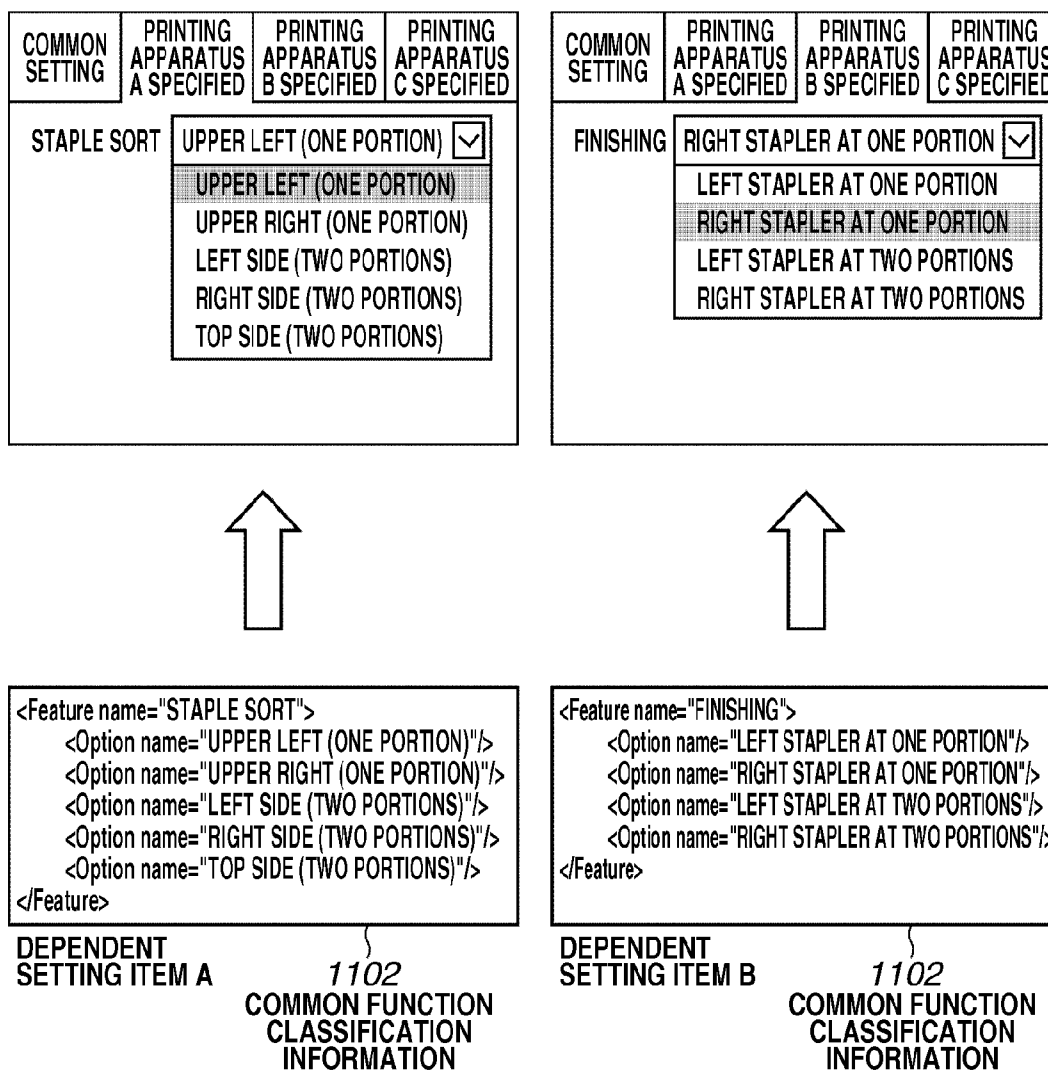 COMMON
SETTING
PRINTING
APPARATUS
A SPECIFIED
PRINTING
APPARATUS
B SPECIFIED
PRINTING
APPARATUS
C SPECIFIED
STAPLE SORT
UPPER LEFT (ONE PORTION)
UPPER LEFT (ONE PORTION)
UPPER RIGHT (ONE PORTION)
LEFT SIDE (TWO PORTIONS)
RIGHT SIDE (TWO PORTIONS)
TOP SIDE (TWO PORTIONS)
COMMON
SETTING
PRINTING
APPARATUS
A SPECIFIED
PRINTING
APPARATUS
B SPECIFIED
PRINTING
APPARATUS
C SPECIFIED
FINISHING
RIGHT STAPLER AT ONE PORTION
LEFT STAPLER AT ONE PORTION
RIGHT STAPLER AT ONE PORTION
LEFT STAPLER AT TWO PORTIONS
RIGHT STAPLER AT TWO PORTIONS
<Feature name="STAPLE SORT">
<Option name="UPPER LEFT (ONE PORTION)"/>
<Option name="UPPER RIGHT (ONE PORTION)"/>
<Option name="LEFT SIDE (TWO PORTIONS)"/>
<Option name="RIGHT SIDE (TWO PORTIONS)"/>
<Option name="TOP SIDE (TWO PORTIONS)"/>
</Feature>
DEPENDENT
SETTING ITEM A
1102
COMMON FUNCTION
CLASSIFICATION
INFORMATION
<Feature name="FINISHING">
<Option name="LEFT STAPLER AT ONE PORTION"/>
<Option name="RIGHT STAPLER AT ONE PORTION"/>
<Option name="LEFT STAPLER AT TWO PORTIONS"/>
<Option name="RIGHT STAPLER AT TWO PORTIONS"/>
</Feature>
DEPENDENT
SETTING ITEM B
1102
COMMON FUNCTION
CLASSIFICATION
INFORMATION